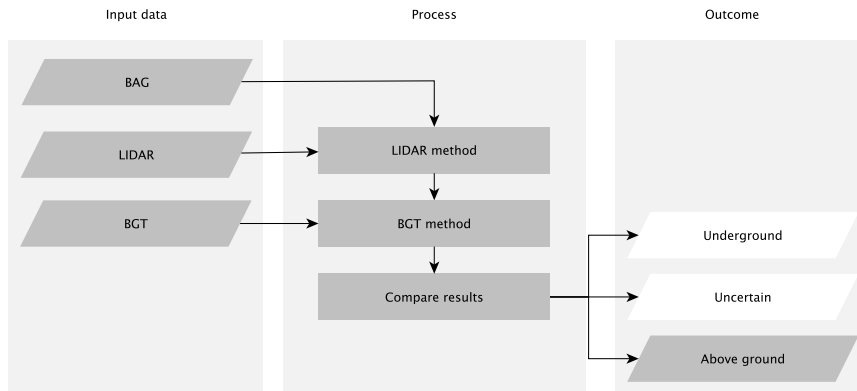 Input data
Process
Outcome
BAG
LIDAR
LIDAR method
BGT
BGT method
Underground
Compare results
Uncertain
Above ground